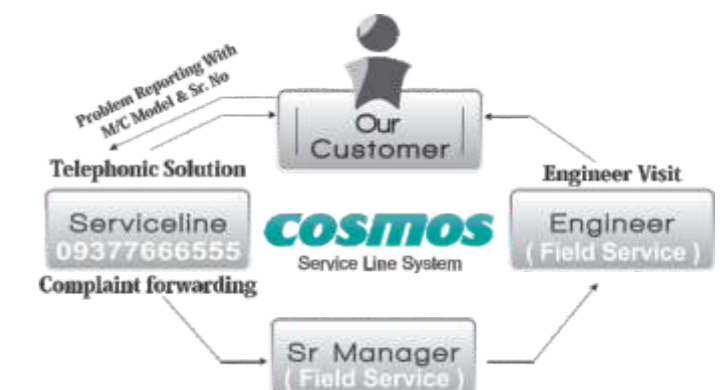 Problem Reporting With
M/C Model & Sr. No
Our
Customer
Telephonic Solution
Engineer Visit
Serviceline
09377666555
cosmos
Service Line System
Engineer
( Field Service )
Complaint forwarding
Sr Manager
( Field Service )